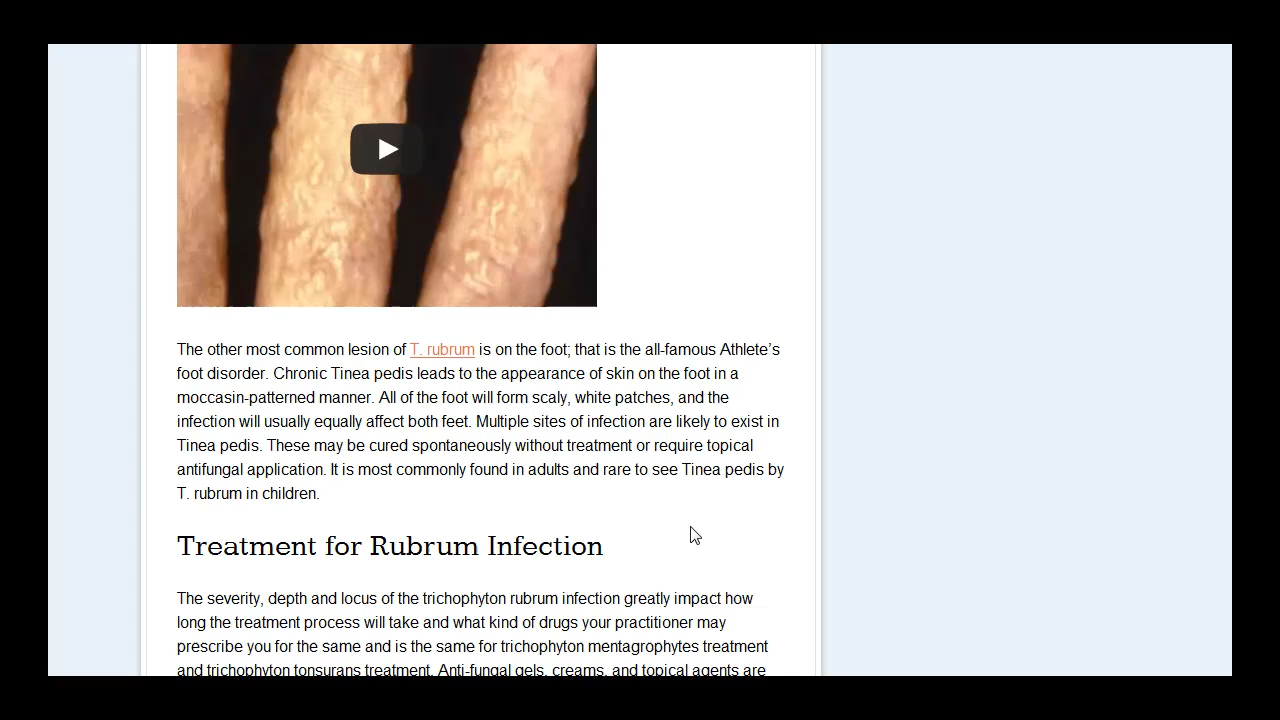 The other most common lesion of T. rubrum is on the foot; that is the all-famous Athlete’s
foot disorder. Chronic Tinea pedis leads to the appearance of skin on the foot in a
moccasin-patterned manner. All of the foot will form scaly, white patches, and the
infection will usually equally affect both feet. Multiple sites of infection are likely to exist in
Tinea pedis. These may be cured spontaneously without treatment or require topical
antifungal application. It is most commonly found in adults and rare to see Tinea pedis by
T. rubrum in children.
Treatment for Rubrum Infection
The severity, depth and locus of the trichophyton rubrum infection greatly impact how
long the treatment process will take and what kind of drugs your practitioner may
prescribe you for the same and is the same for trichophyton mentagrophytes treatment
and trichophyton tonsurans treatment. Anti-fungal gels, creams, and topical agents are